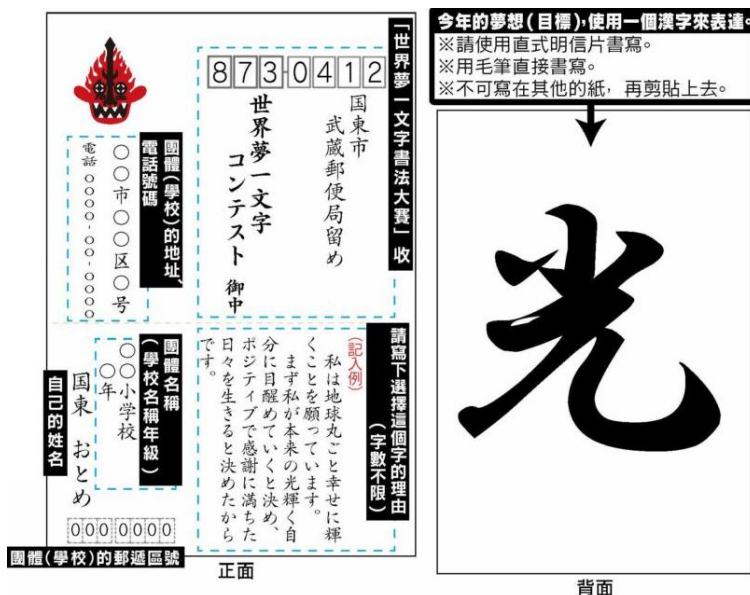 「世界夢一文字書法大賽」收
873-0412
国東市
武蔵郵便局留め
世界夢一文字
コンテスト 御中
團體(學校)的地址、
電話號碼
〇〇市〇〇区〇号
電話 〇〇〇〇-〇〇-〇〇〇〇
請寫下選擇這個字的理由
(字數不限)
(記入例)
私は地球丸ごと幸せに輝
くことを願っています。
まず私が本来の光輝く自
分に目醒めていくと決め、
ポジティブで感謝に満ちた
日々を生きると決めたから
です。
團體名稱
(學校名稱年級)
〇〇小学校
〇年
国東 おとめ
自己的姓名
000 0000
團體(學校)的郵遞區號
正面
今年的夢想(目標),使用一個漢字來表達。
※請使用直式明信片書寫。
※用毛筆直接書寫。
※不可寫在其他的紙，再剪貼上去。
光
背面